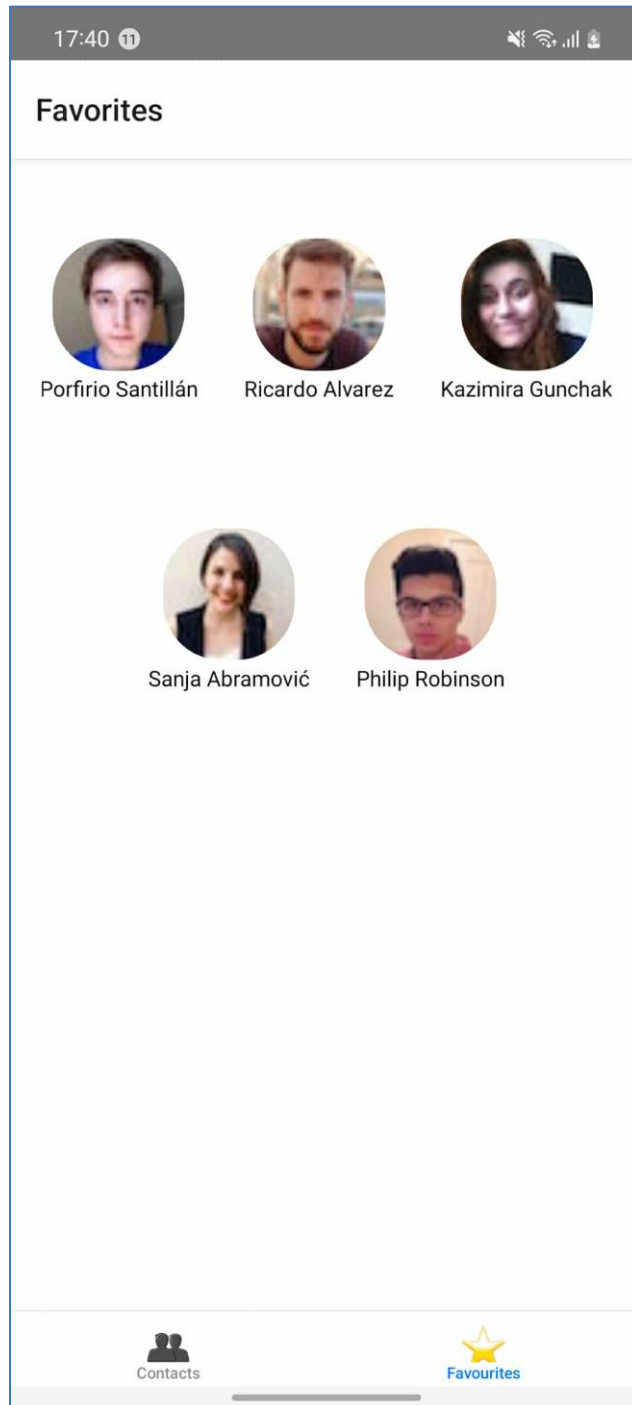 17:40 11
Favorites
Porfirio Santillán Ricardo Alvarez Kazimira Gunchak
Sanja Abramović Philip Robinson
Contacts Favourites